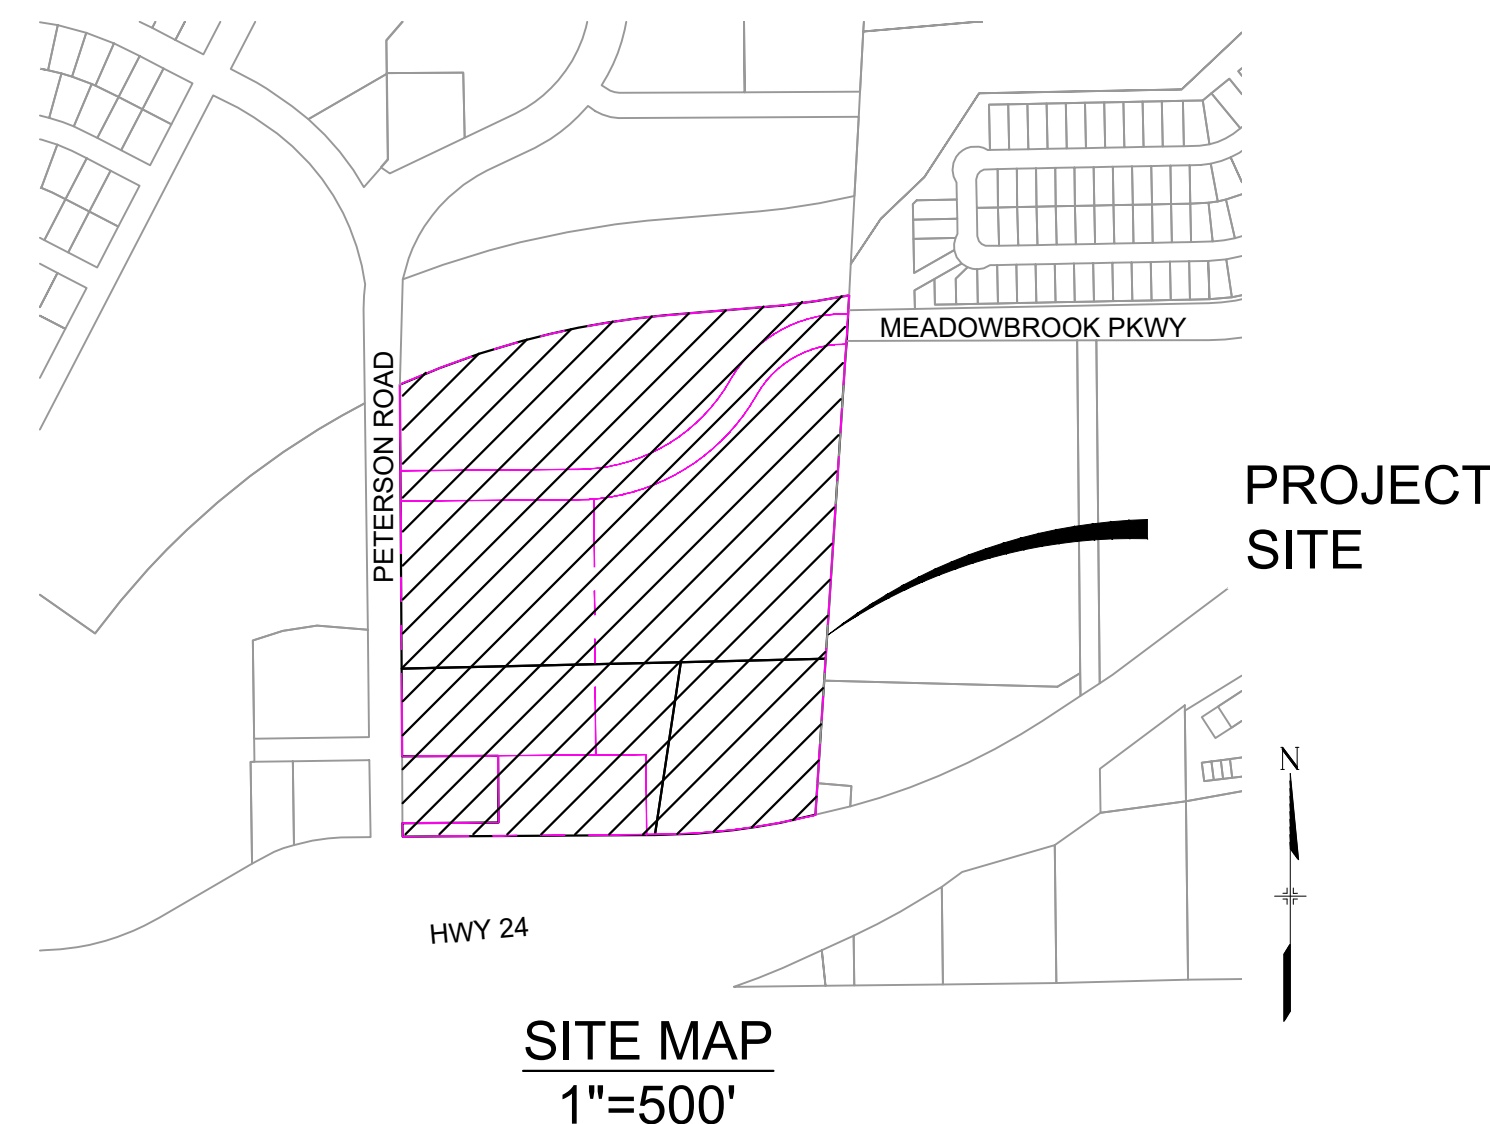 MEADOWBROOK PKWY
PETERSON ROAD
PROJECT
SITE
N
HWY 24
SITE MAP
1"=500'